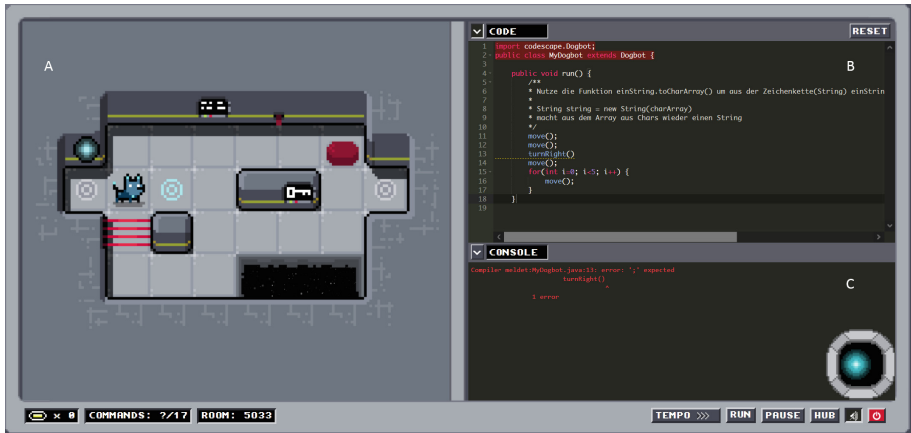 A
CODE
RESET
B
1 import codescape.Dogbot;
2 public class MyDogbot extends Dogbot {
3
4 public void run() {
5 /**
6 * Nutze die Funktion einString.toCharArray() um aus der Zeichenkette(String) einStrin
7 *
8 * String string = new String(charArray)
9 * macht aus dem Array aus Chars wieder einen String
10 */
11 move();
12 move();
13 turnRight()
14 move();
15 for(int i=0; i<5; i++) {
16 move();
17 }
18 }
19
CONSOLE
C
Compiler meldet:MyDogbot.java:13: error: ';' expected
turnRight()
^
1 error
x 0
COMMANDS: ?/17
ROOM: 5033
TEMPO >>>
RUN
PAUSE
HUB